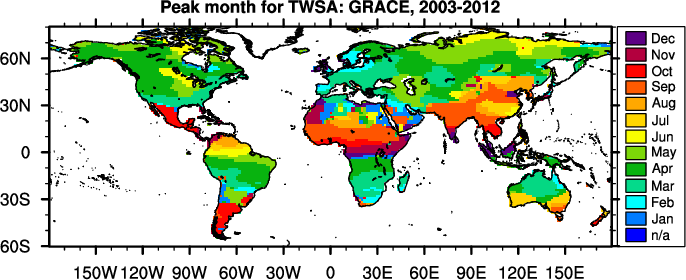 Peak month for TWSA: GRACE, 2003-2012
60N
30N
0
30S
60S
150W 120W 90W 60W 30W 0 30E 60E 90E 120E 150E
Dec
Nov
Oct
Sep
Aug
Jul
Jun
May
Apr
Mar
Feb
Jan
n/a